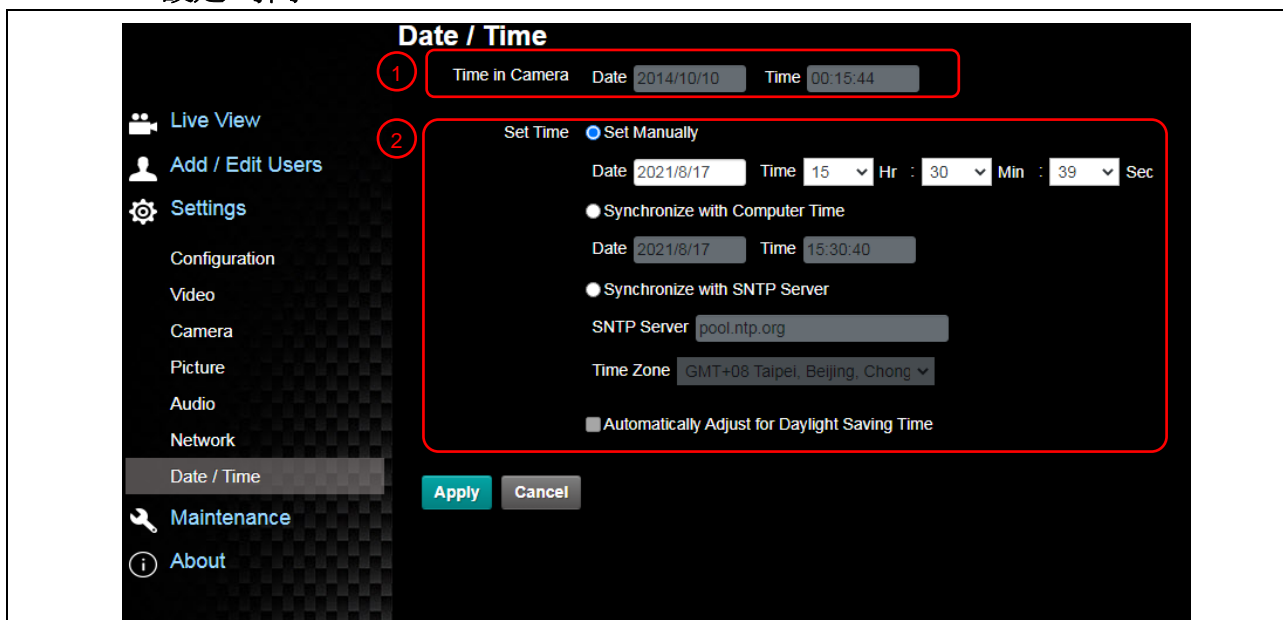 Date / Time
1 Time in Camera Date 2014/10/10 Time 00:15:44
Live View
Add / Edit Users
Settings
Configuration
Video
Camera
Picture
Audio
Network
Date / Time
Maintenance
About
2 Set Time Set Manually
Date 2021/8/17 Time 15 Hr : 30 Min : 39 Sec
Synchronize with Computer Time
Date 2021/8/17 Time 15:30:40
Synchronize with SNTP Server
SNTP Server pool.ntp.org
Time Zone GMT+08 Taipei, Beijing, Chong
Automatically Adjust for Daylight Saving Time
Apply Cancel